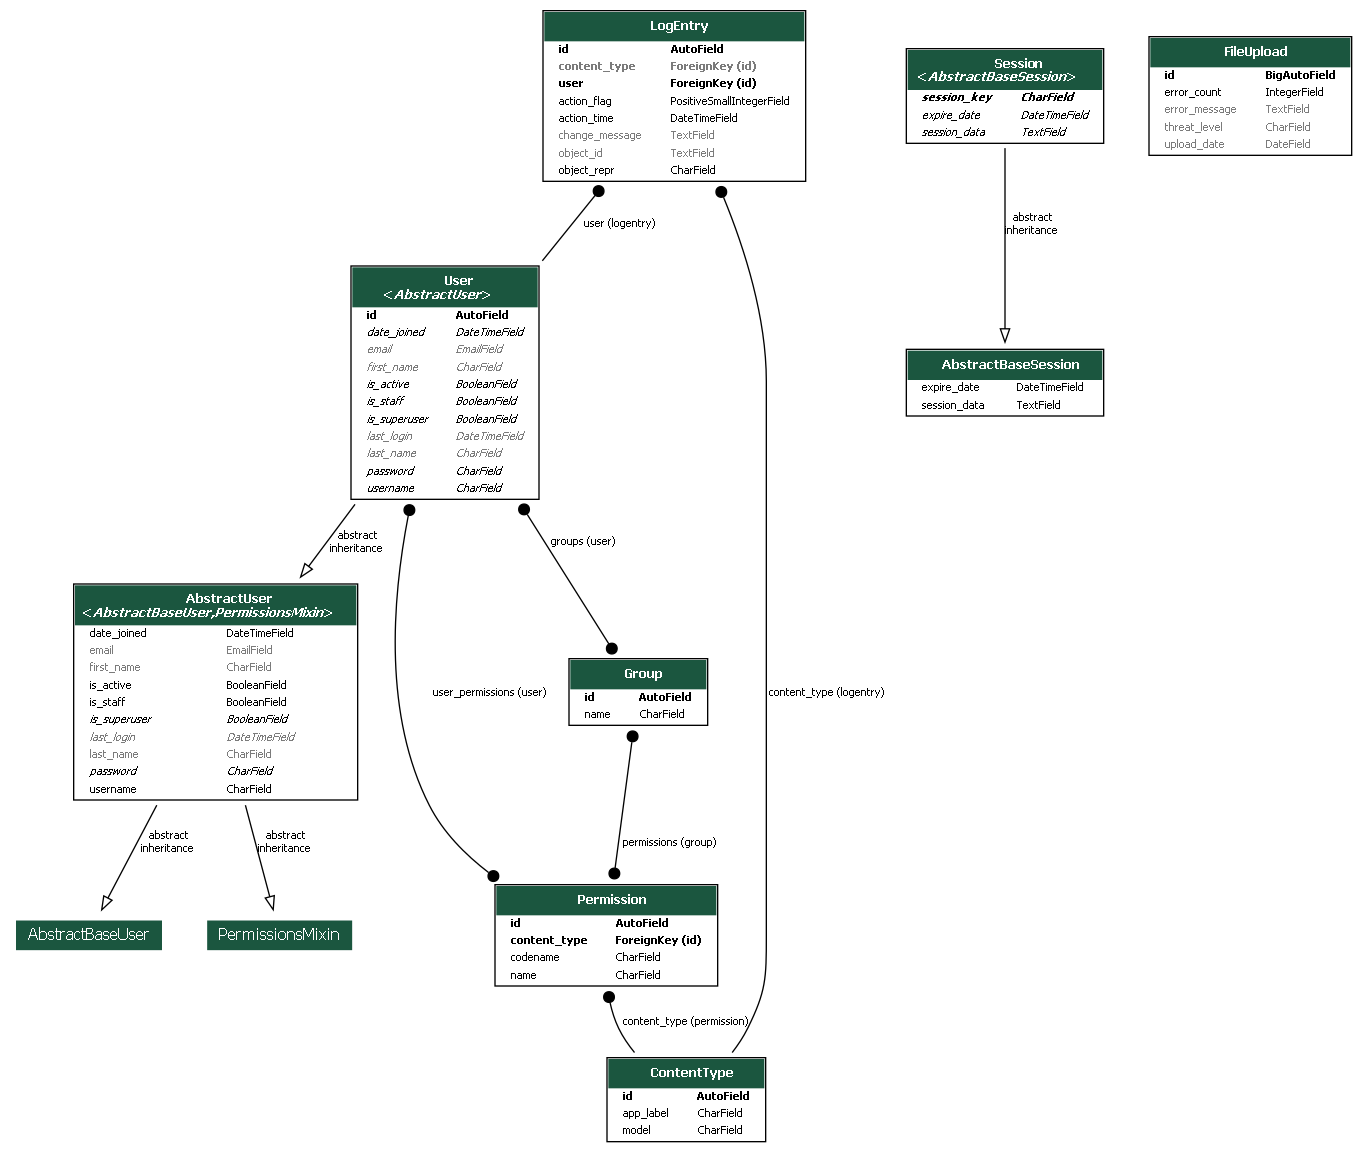 LogEntry
id AutoField
content_type ForeignKey (id)
user ForeignKey (id)
action_flag PositiveSmallIntegerField
action_time DateTimeField
change_message TextField
object_id TextField
object_repr CharField
Session
<AbstractBaseSession>
session_key CharField
expire_date DateTimeField
session_data TextField
FileUpload
id BigAutoField
error_count IntegerField
error_message TextField
threat_level CharField
upload_date DateField
user (logentry)
abstract
inheritance
User
<AbstractUser>
id AutoField
date_joined DateTimeField
email EmailField
first_name CharField
is_active BooleanField
is_staff BooleanField
is_superuser BooleanField
last_login DateTimeField
last_name CharField
password CharField
username CharField
AbstractBaseSession
expire_date DateTimeField
session_data TextField
abstract
inheritance
groups (user)
AbstractUser
<AbstractBaseUser,PermissionsMixin>
date_joined DateTimeField
email EmailField
first_name CharField
is_active BooleanField
is_staff BooleanField
is_superuser BooleanField
last_login DateTimeField
last_name CharField
password CharField
username CharField
user_permissions (user)
Group
id AutoField
name CharField
content_type (logentry)
abstract
inheritance
abstract
inheritance
permissions (group)
AbstractBaseUser
PermissionsMixin
Permission
id AutoField
content_type ForeignKey (id)
codename CharField
name CharField
content_type (permission)
ContentType
id AutoField
app_label CharField
model CharField